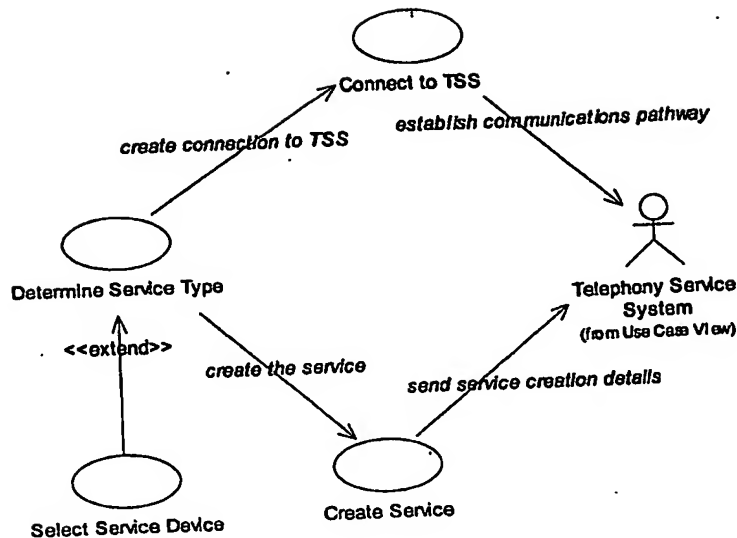 Connect to TSS
establish communications pathway
create connection to TSS
Determine Service Type
Telephony Service
System
(from Use Case View)
<<extend>>
create the service
send service creation details
Select Service Device
Create Service